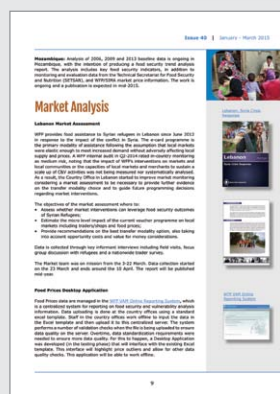 Issue 40 | January - March 2015
Mozambique: Analysis of 2006, 2009 and 2013 baseline data is ongoing in
Mozambique, with the intention of producing a food security trend analysis
report. The analysis includes key food security indicators, in addition to
monitoring and evaluation data from the Technical Secretariat for Food Security
and Nutrition (SETSAN), and WFP/SIMA market price information. The work is
ongoing and a publication is expected in mid-2015.
Market Analysis
Lebanon Market Assessment
WFP provides food assistance to Syrian refugees in Lebanon since June 2012
in response to the impact of the conflict in Syria. The e-card programme is
the primary modality of assistance following the assumption that local markets
were elastic enough to meet increased demand without adversely affecting local
supply and prices. A WFP internal audit in Q2-2014 rated in-country monitoring
as medium risk, noting that the impact of WFP's interventions on markets and
local communities or the capacities of local markets and merchants to sustain a
scale up of CBV activities was not being measured nor systematically analysed.
As a result, the Country Office in Lebanon started to improve market monitoring
considering a market assessment to be necessary to provide further evidence
on the transfer modality choice and to guide future programming decisions
regarding market interventions.
The objectives of the market assessment where to:
• Assess whether market interventions can leverage food security outcomes
of Syrian Refugees;
• Estimate the micro level impact of the current voucher programme on local
markets including traders/shops and food prices;
• Provide recommendations on the best transfer modality option, also taking
into account opportunity costs and value for money considerations.
Data is collected through key informant interviews including field visits, focus
group discussion with refugees and a nationwide trader survey.
The Market team was on mission from the 3-22 March. Data collection started
on the 23 March and ends around the 10 April. The report will be published
mid-year.
Food Prices Desktop Application
Food Prices data are managed in the WFP VAM Online Reporting System, which
is a centralized system for reporting on food security and vulnerability analysis
information. Data uploading is done at the country offices using a standard
excel template. Staff in the country offices work offline to input the data in
the Excel template and then upload it to this centralized server. The system
performs a number of validation checks when the file is being uploaded to ensure
data quality on the server. Overtime, data standardization requirements were
needed to ensure more data quality. For this to happen, a Desktop Application
was developed (in the testing phase) that will interface with the existing Excel
template. This interface will highlight price outliers and allow for other data
quality checks. This application will be able to work offline.
Lebanon: Syria Crisis
Response
Lebanon
WFP VAM Online
Reporting System
9